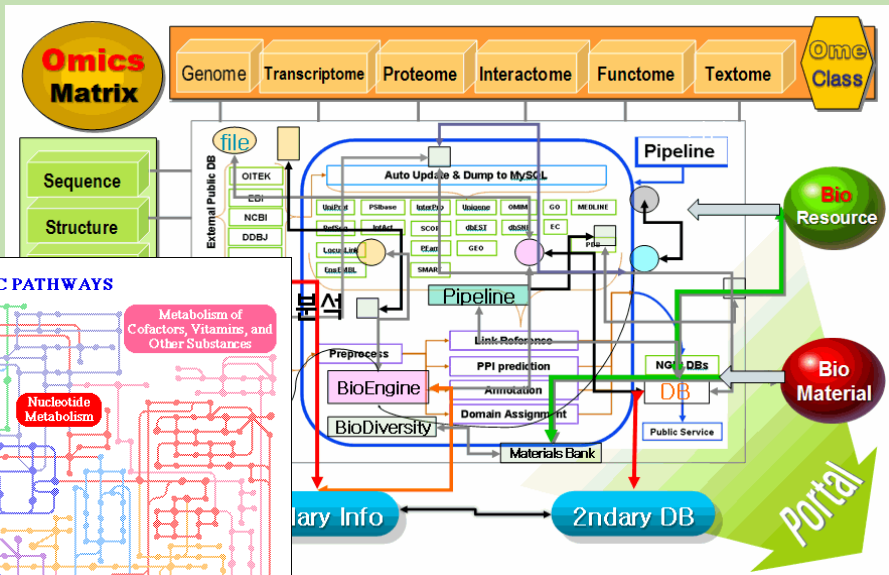 Omics
Matrix
Genome
Transcriptome
Proteome
Interactome
Functome
Textome
Ome
Class
Sequence
Structure
External Public DB
file
OITEK
EBI
NCBI
DDBJ
Auto Update & Dump to MySQL
UniProt
PSIbase
InterPro
Unigene
OMIM
GO
MEDLINE
RefSeq
IntAct
SCOP
dbEST
dbSNP
EC
PDB
LocusLink
PFam
GEO
EnsEMBL
SMART
Pipeline
Bio
Resource
Pipeline
분석
Link Reference
Preprocess
PPI prediction
BioEngine
Annotation
BioDiversity
Domain Assignment
Materials Bank
DBs
DB
Public Service
Bio
Material
C PATHWAYS
Metabolism of
Cofactors, Vitamins, and
Other Substances
Nucleotide
Metabolism
dary Info
2ndary DB
Portal